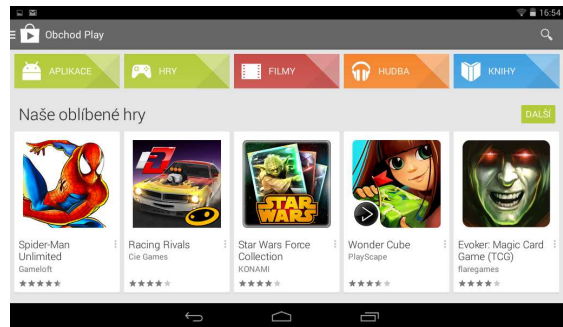 16:54
Obchod Play
APLIKACE
HRY
FILMY
HUDBA
KNIHY
Naše oblíbené hry
DALŠÍ
STAR
WARS
Spider-Man
Unlimited
Gameloft
Racing Rivals
Cie Games
Star Wars Force
Collection
KONAMI
Wonder Cube
PlayScape
Evoker: Magic Card
Game (TCG)
flaregames